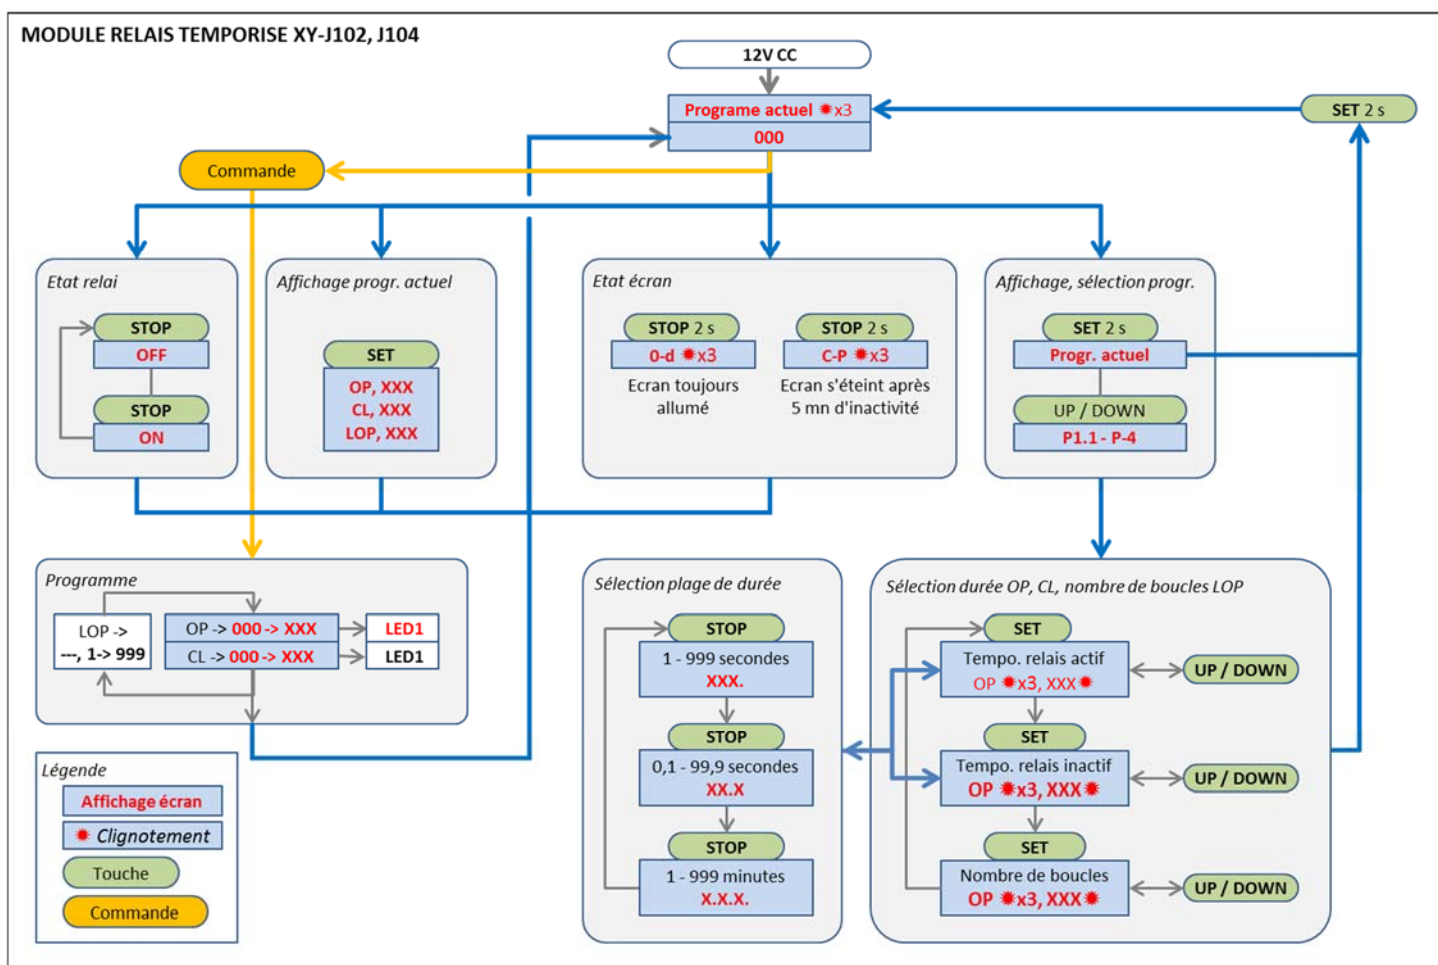 MODULE RELAIS TEMPORISE XY-J102, J104
12V CC
Programe actuel ✹x3
000
SET 2 s
Commande
Etat relai
STOP
OFF
STOP
ON
Affichage progr. actuel
SET
OP, XXX
CL, XXX
LOP, XXX
Etat écran
STOP 2 s
0-d ✹x3
Ecran toujours
allumé
STOP 2 s
C-P ✹x3
Ecran s'éteint après
5 mn d'inactivité
Affichage, sélection progr.
SET 2 s
Progr. actuel
UP / DOWN
P1.1 - P-4
Programme
LOP ->
---, 1-> 999
OP -> 000 -> XXX
LED1
CL -> 000 -> XXX
LED1
Sélection plage de durée
STOP
1 - 999 secondes
XXX.
STOP
0,1 - 99,9 secondes
XX.X
STOP
1 - 999 minutes
X.X.X.
Sélection durée OP, CL, nombre de boucles LOP
SET
Tempo. relais actif
OP ✹x3, XXX✹
UP / DOWN
SET
Tempo. relais inactif
OP ✹x3, XXX✹
UP / DOWN
SET
Nombre de boucles
OP ✹x3, XXX✹
UP / DOWN
Légende
Affichage écran
✹ Clignotement
Touche
Commande